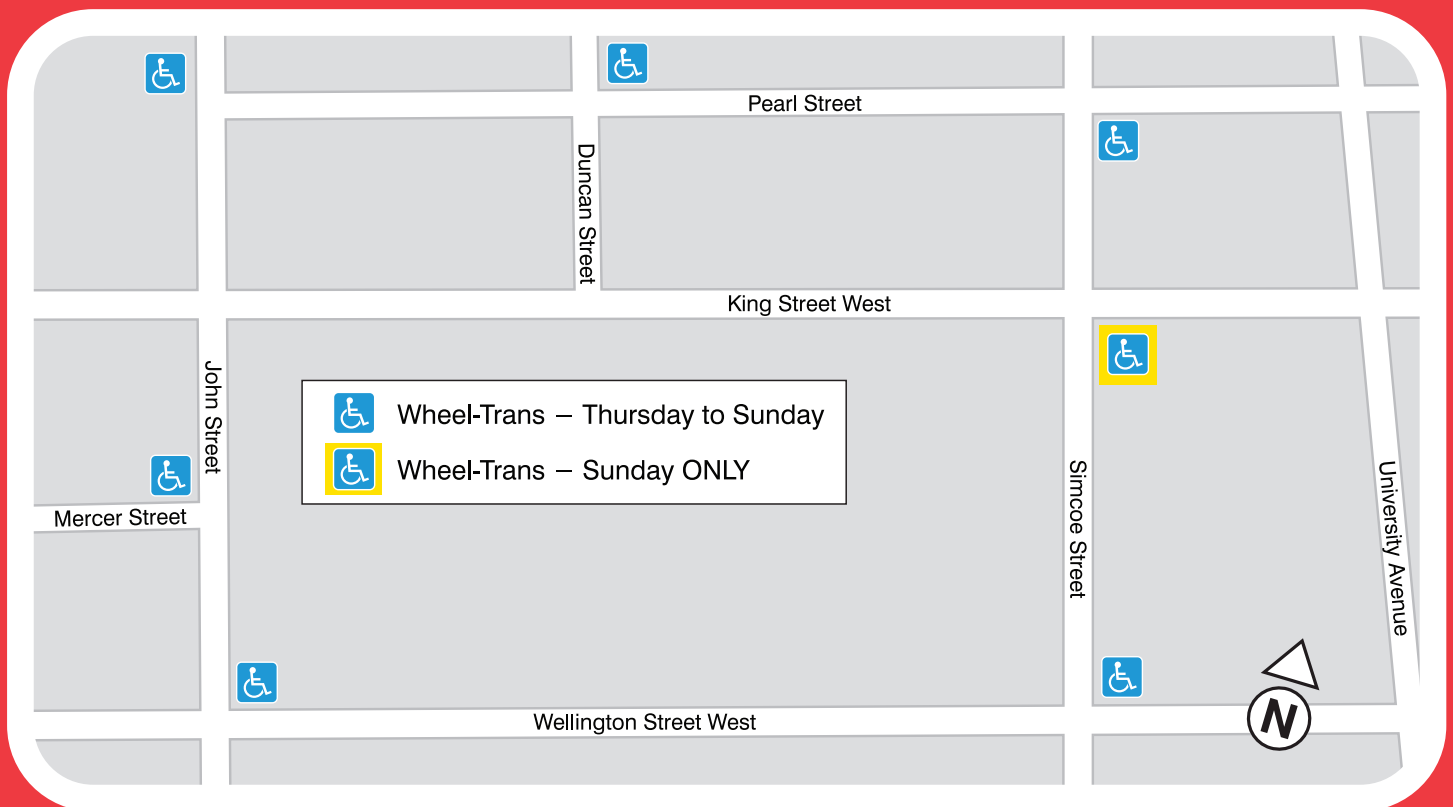 Pearl Street
Duncan Street
King Street West
John Street
Wheel-Trans – Thursday to Sunday
Wheel-Trans – Sunday ONLY
Simcoe Street
University Avenue
Mercer Street
Wellington Street West
N